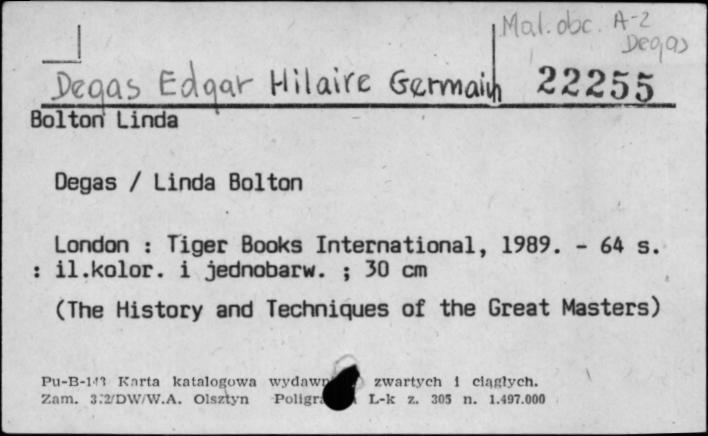 Mal. obc. A-Z
Degas
Degas Edgar Hilaire Germain 22255
Bolton Linda
Degas / Linda Bolton
London : Tiger Books International, 1989. - 64 s.
: il.kolor. i jednobarw. ; 30 cm
(The History and Techniques of the Great Masters)
Pu-B-143 Karta katalogowa zwartych i ciągłych.
Zam. DW/W.A. Olsztyn L-k z. 305 n. 1.497.000